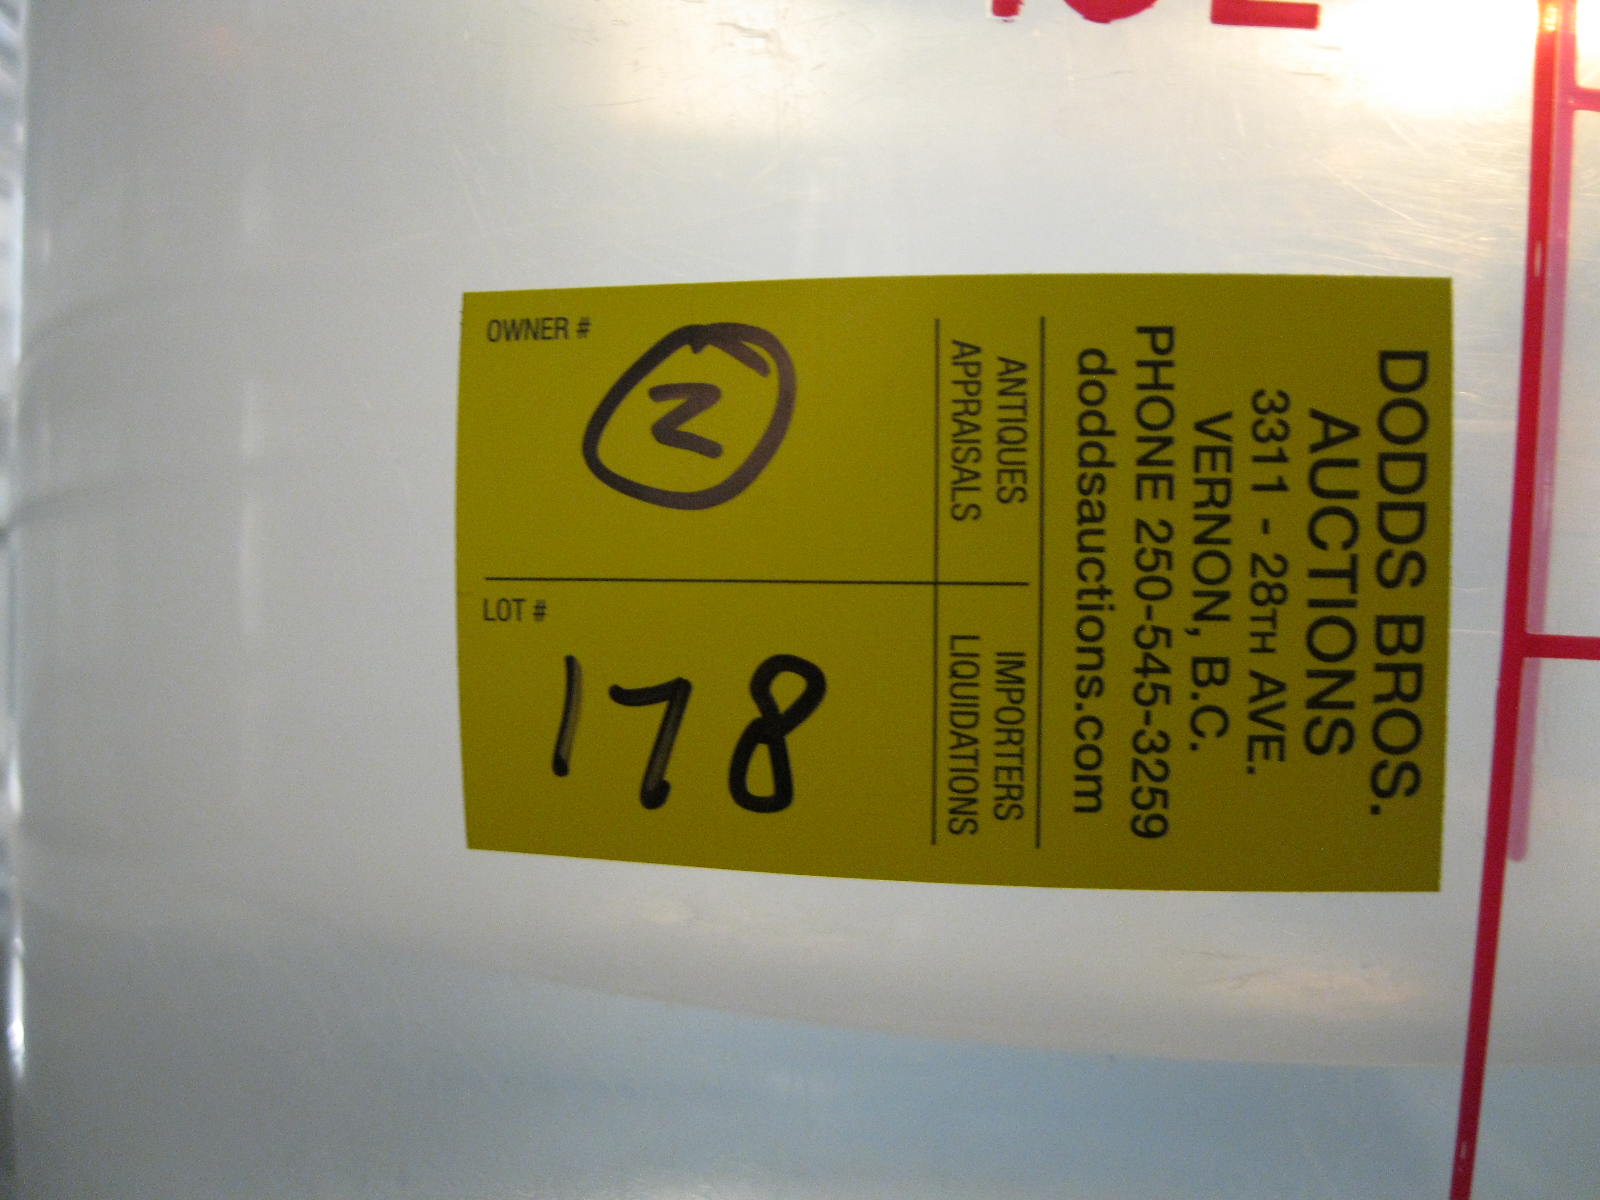 DODDS BROS.
AUCTIONS
3311 - 28TH AVE.
VERNON, B.C.
PHONE 250-545-3259
doddsauctions.com
ANTIQUES
APPRAISALS
IMPORTERS
LIQUIDATIONS
OWNER #
LOT #
178